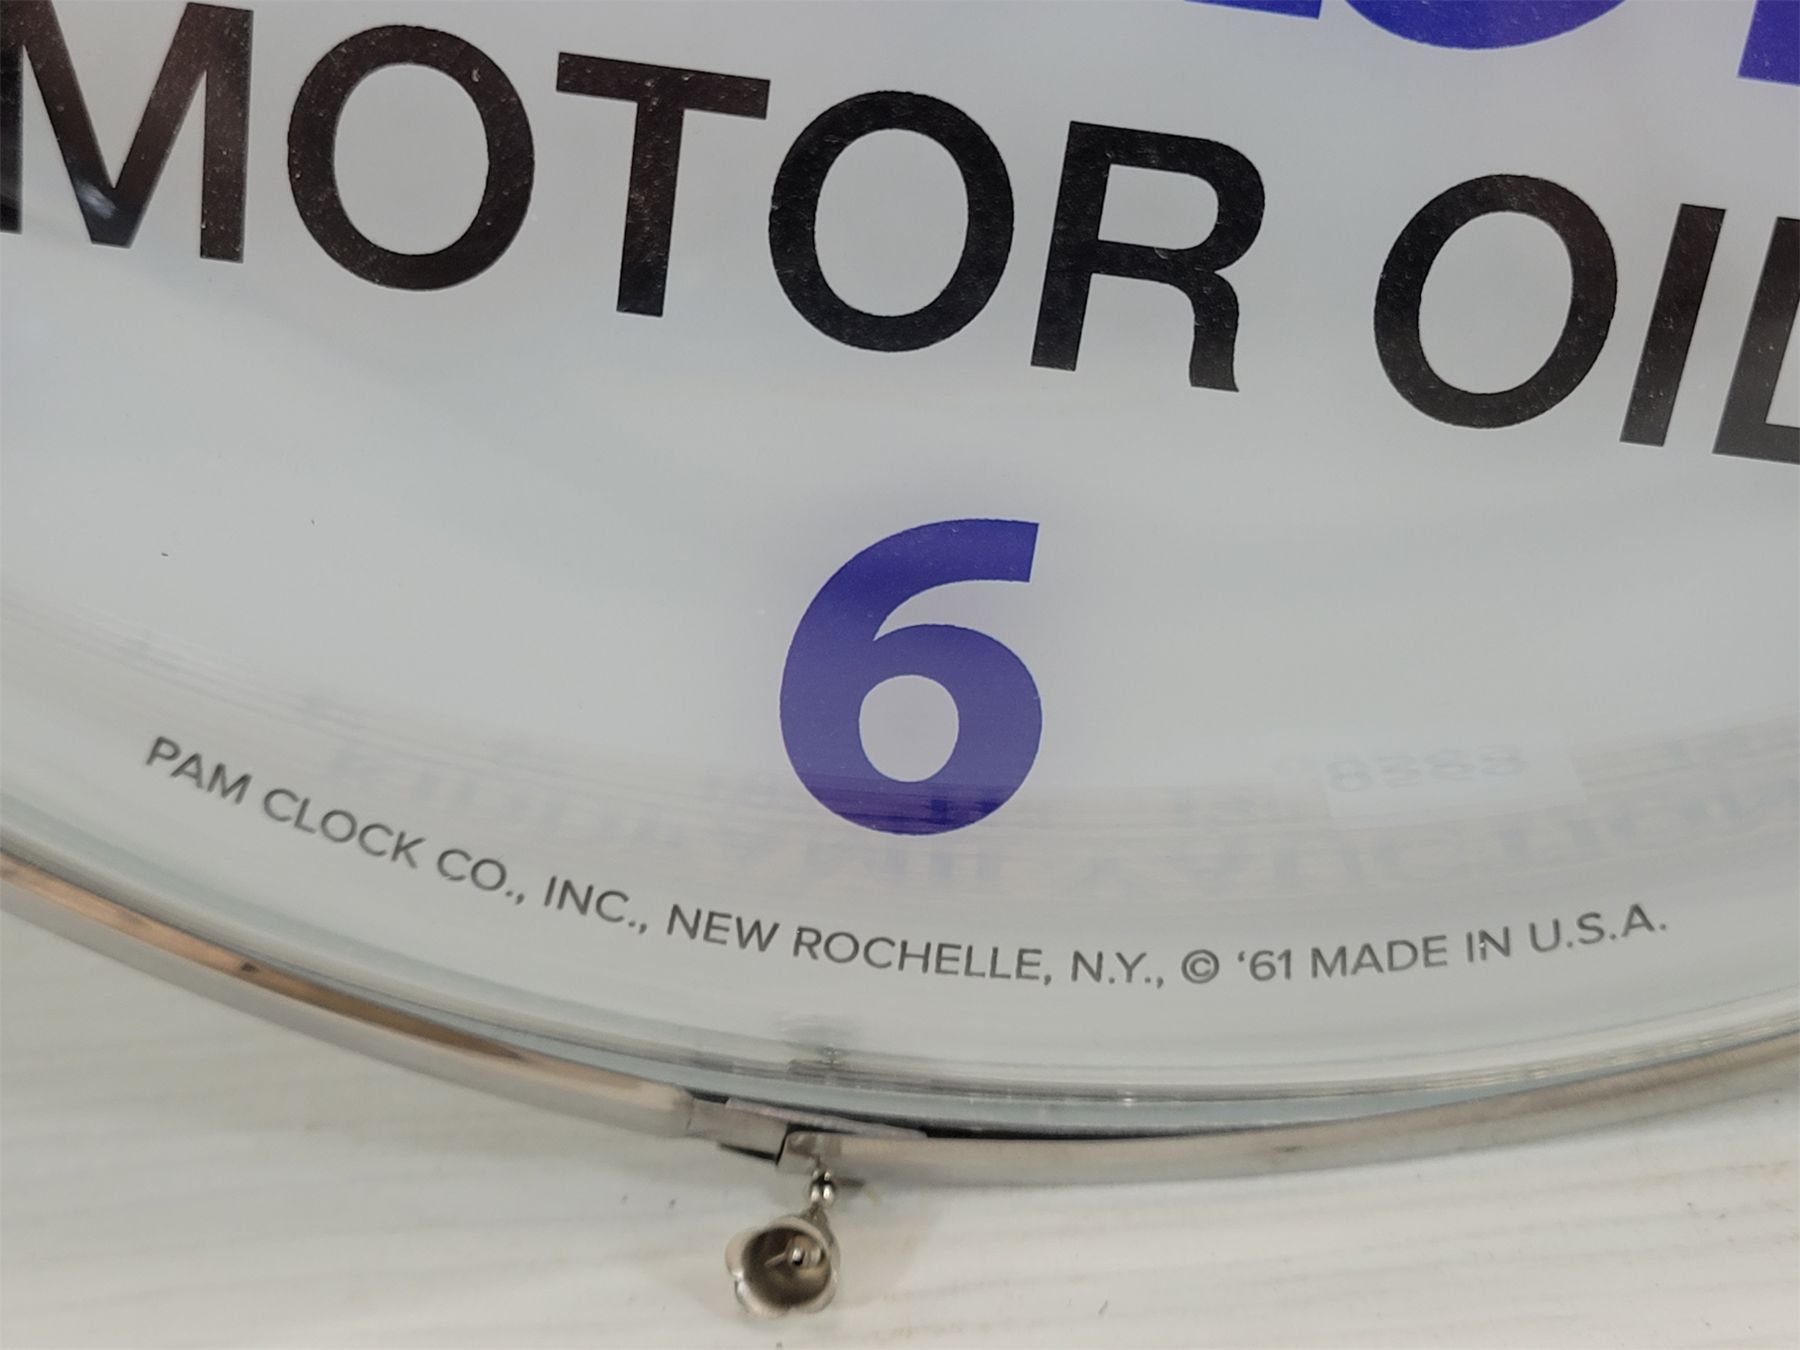 MOTOR OIL
6
PAM CLOCK CO., INC., NEW ROCHELLE, N.Y., © '61 MADE IN U.S.A.